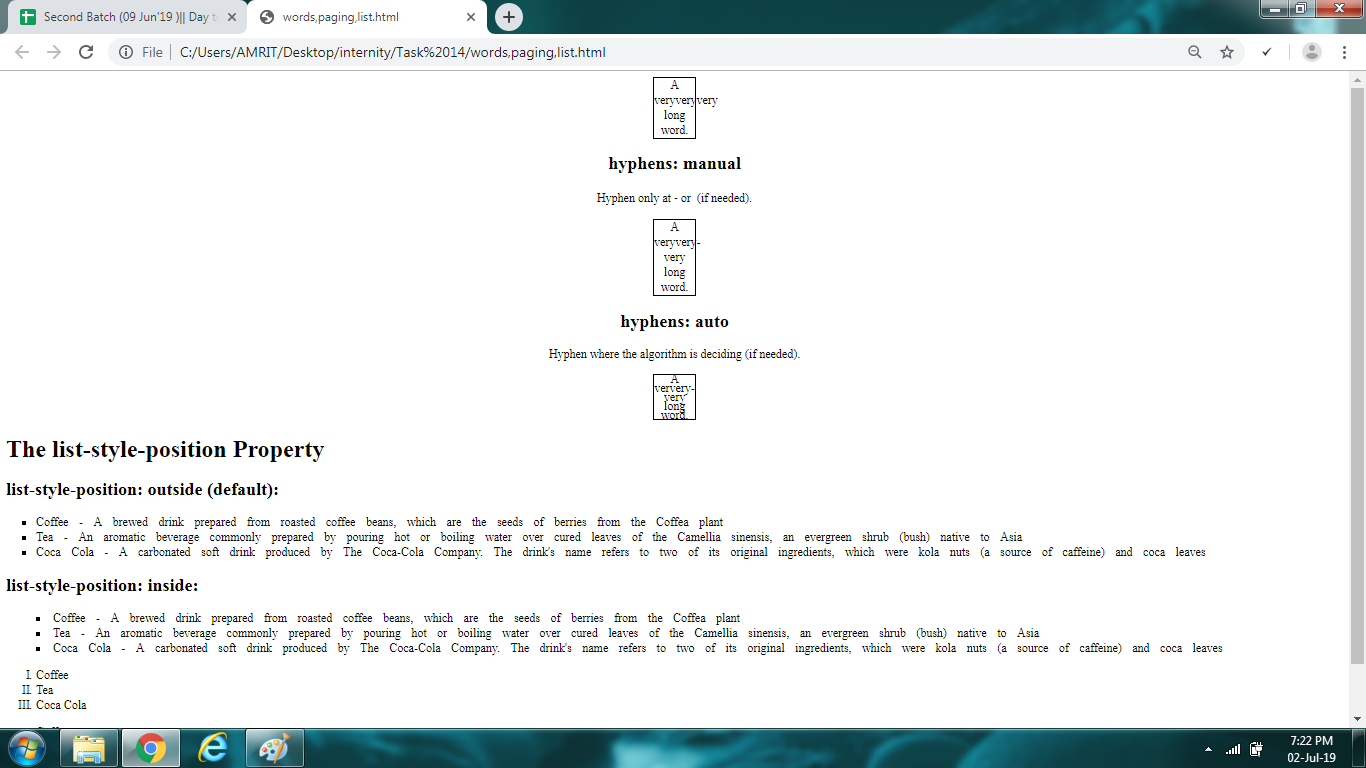 Second Batch (09 Jun'19 )|| Day t
words,paging,list.html
File
C:/Users/AMRIT/Desktop/internity/Task%2014/words,paging,list.html
A
veryveryvery
long
word.
hyphens: manual
Hyphen only at - or  (if needed).
A
veryvery-
very
long
word.
hyphens: auto
Hyphen where the algorithm is deciding (if needed).
A
ververy-
very
long
word.
The list-style-position Property
list-style-position: outside (default):
Coffee - A brewed drink prepared from roasted coffee beans, which are the seeds of berries from the Coffea plant
Tea - An aromatic beverage commonly prepared by pouring hot or boiling water over cured leaves of the Camellia sinensis, an evergreen shrub (bush) native to Asia
Coca Cola - A carbonated soft drink produced by The Coca-Cola Company. The drink's name refers to two of its original ingredients, which were kola nuts (a source of caffeine) and coca leaves
list-style-position: inside:
Coffee - A brewed drink prepared from roasted coffee beans, which are the seeds of berries from the Coffea plant
Tea - An aromatic beverage commonly prepared by pouring hot or boiling water over cured leaves of the Camellia sinensis, an evergreen shrub (bush) native to Asia
Coca Cola - A carbonated soft drink produced by The Coca-Cola Company. The drink's name refers to two of its original ingredients, which were kola nuts (a source of caffeine) and coca leaves
I. Coffee
II. Tea
III. Coca Cola
7:22 PM
02-Jul-19